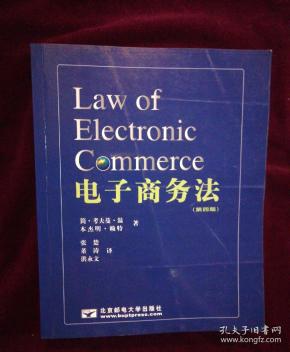 Law of
Electronic
Commerce
电子商务法
(第四版)
简·考夫曼·温
本杰明·赖特 著
张楚
董涛 译
洪永文
北京邮电大学出版社
www.buptpress.com
孔夫子旧书网